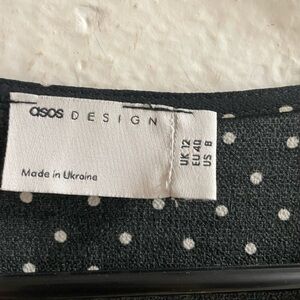 asos DESIGN
Made in Ukraine
UK 12
EU 40
US 8